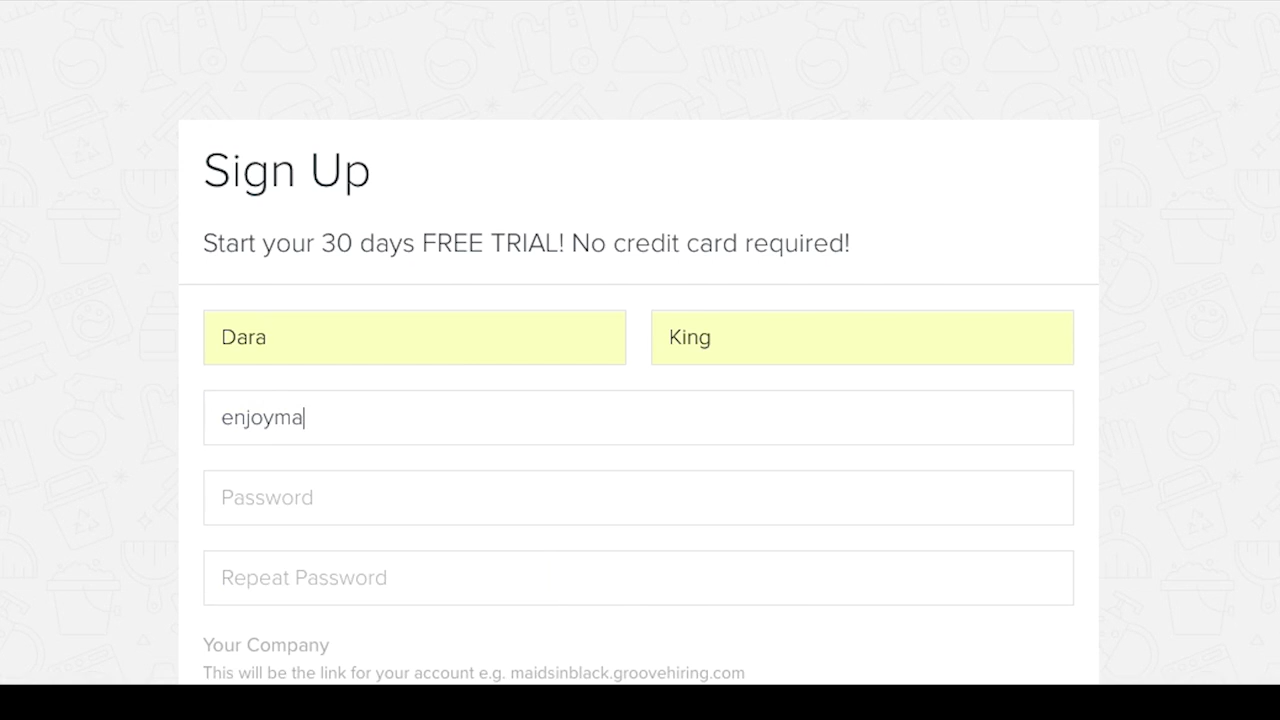 Sign Up
Start your 30 days FREE TRIAL! No credit card required!
Dara King
enjoyma
Password
Repeat Password
Your Company
This will be the link for your account e.g. maidsinblack.groovehiring.com